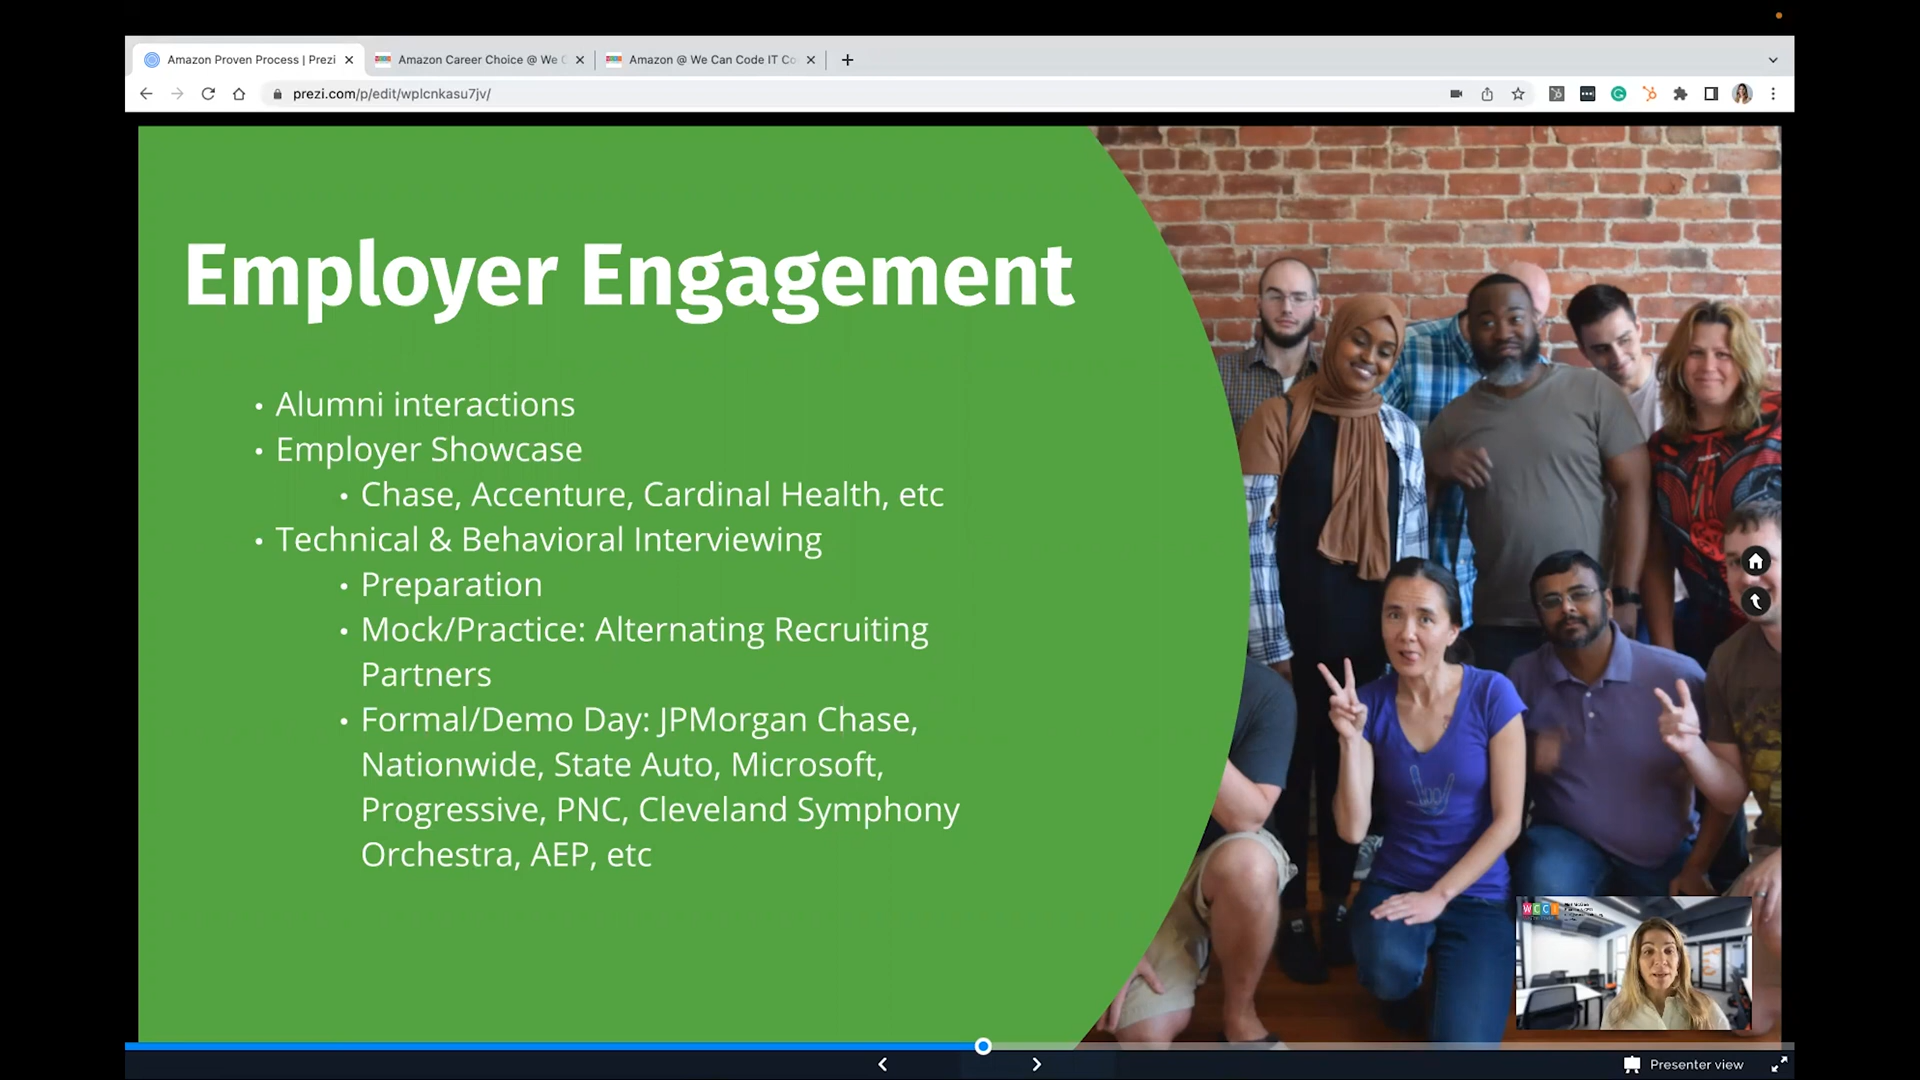 Amazon Proven Process | Prezi
Amazon Career Choice @ We C
Amazon @ We Can Code IT Co
prezi.com/p/edit/wplcnkasu7jv/
Employer Engagement
• Alumni interactions
• Employer Showcase
• Chase, Accenture, Cardinal Health, etc
• Technical & Behavioral Interviewing
• Preparation
• Mock/Practice: Alternating Recruiting
Partners
• Formal/Demo Day: JPMorgan Chase,
Nationwide, State Auto, Microsoft,
Progressive, PNC, Cleveland Symphony
Orchestra, AEP, etc
WCCI
Presenter view